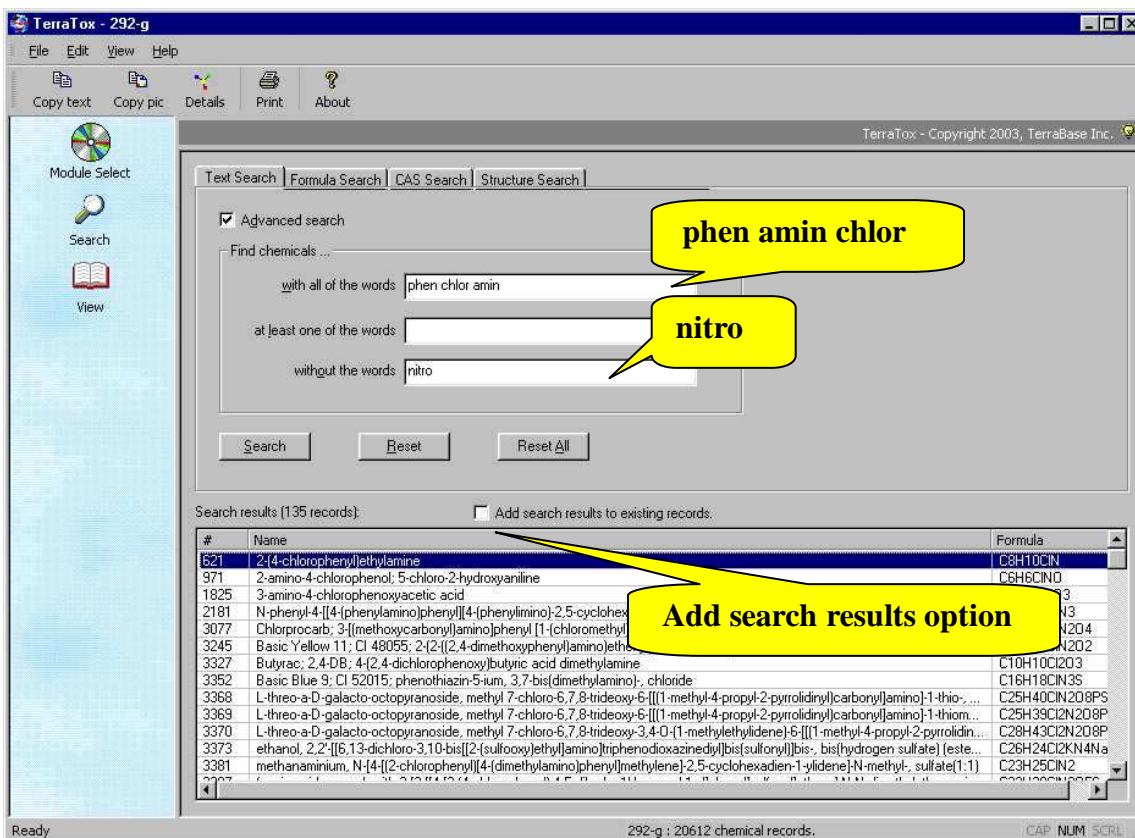 TerraTox - 292-g
File Edit View Help
Copy text Copy pic Details Print About
TerraTox - Copyright 2003, TerraBase Inc.
Module Select
Search
View
Text Search Formula Search CAS Search Structure Search
Advanced search
Find chemicals ...
with all of the words phen chlor amin
at least one of the words
without the words nitro
phen amin chlor
nitro
Search Reset Reset All
Search results (135 records): Add search results to existing records.
Add search results option
# Name Formula
621 2-(4-chlorophenyl)ethylamine C8H10ClN
971 2-amino-4-chlorophenol; 5-chloro-2-hydroxyaniline C6H6ClNO
1825 3-amino-4-chlorophenoxyacetic acid
2181 N-phenyl-4-[[4-(phenylamino)phenyl][4-(phenylimino)-2,5-cyclohex
3077 Chlorprocarb; 3-[(methoxycarbonyl)amino]phenyl [1-(chloromethyl)
3245 Basic Yellow 11; CI 48055; 2-(2-((2,4-dimethoxyphenyl)amino)ethe
3327 Butyrac; 2,4-DB; 4-(2,4-dichlorophenoxy)butyric acid dimethylamine C10H10Cl2O3
3352 Basic Blue 9; CI 52015; phenothiazin-5-ium, 3,7-bis(dimethylamino)-, chloride C16H18ClN3S
3368 L-threo-a-D-galacto-octopyranoside, methyl 7-chloro-6,7,8-trideoxy-6-[[(1-methyl-4-propyl-2-pyrrolidinyl)carbonyl]amino]-1-thio-, ... C25H40ClN2O8PS
3369 L-threo-a-D-galacto-octopyranoside, methyl 7-chloro-6,7,8-trideoxy-6-[[(1-methyl-4-propyl-2-pyrrolidinyl)carbonyl]amino]-1-thiom... C25H39Cl2N2O8P
3370 L-threo-a-D-galacto-octopyranoside, methyl 7-chloro-6,7,8-trideoxy-3,4-O-(1-methylethylidene)-6-[[(1-methyl-4-propyl-2-pyrrolidin... C28H43Cl2N2O8P
3373 ethanol, 2,2'-[[6,13-dichloro-3,10-bis[[2-(sulfooxy)ethyl]amino]triphenodioxazinediyl]bis(sulfonyl)]bis-, bis(hydrogen sulfate) (este... C26H24Cl2KN4Na
3381 methanaminium, N-[4-[(2-chlorophenyl)[4-(dimethylamino)phenyl]methylene]-2,5-cyclohexadien-1-ylidene]-N-methyl-, sulfate(1:1) C23H25ClN2
Ready 292-g : 20612 chemical records. CAP NUM SCRL